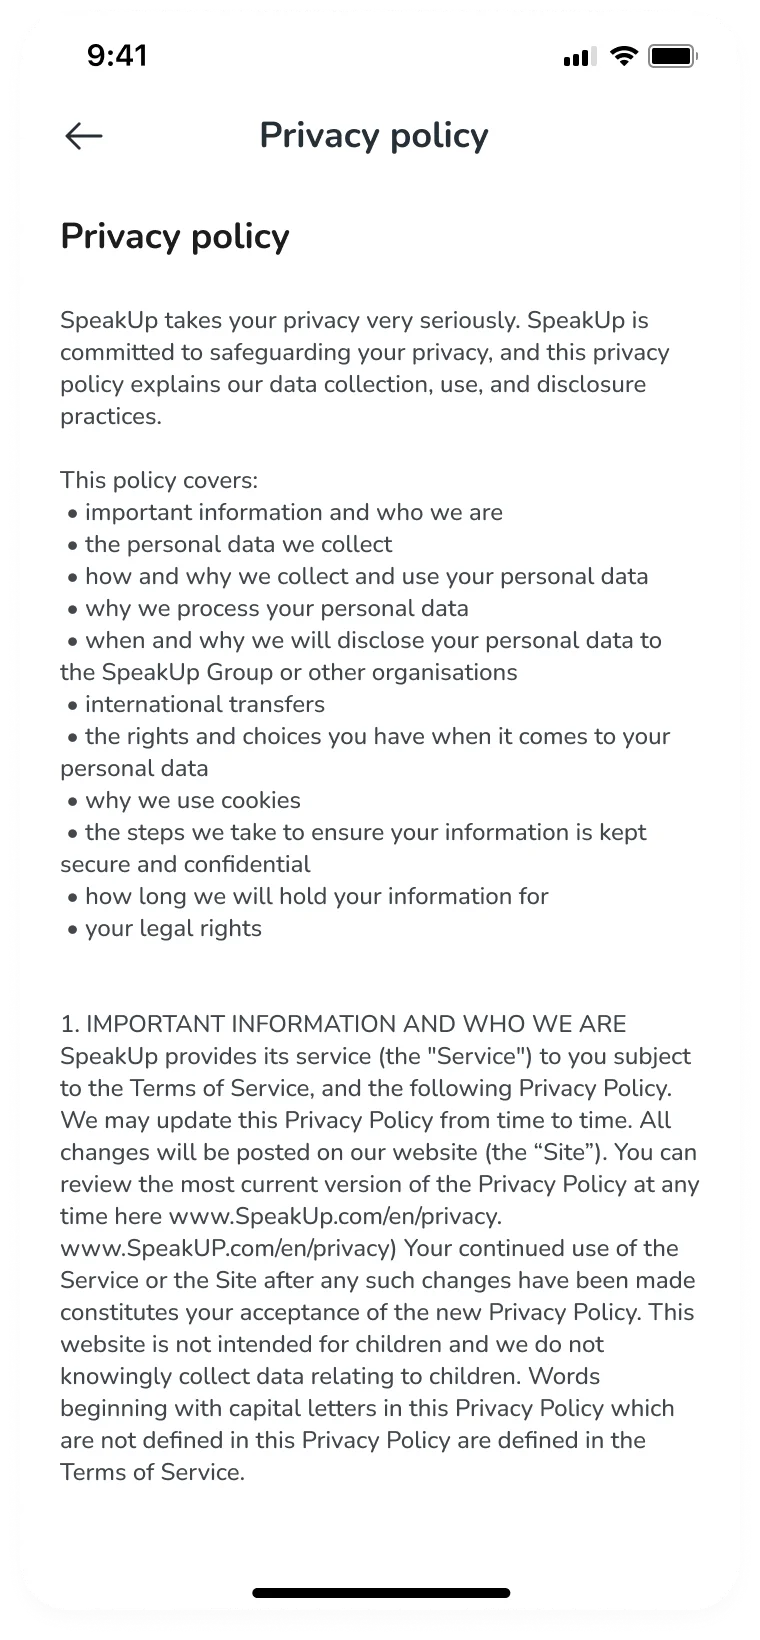 9:41
Privacy policy
Privacy policy
SpeakUp takes your privacy very seriously. SpeakUp is
committed to safeguarding your privacy, and this privacy
policy explains our data collection, use, and disclosure
practices.
This policy covers:
• important information and who we are
• the personal data we collect
• how and why we collect and use your personal data
• why we process your personal data
• when and why we will disclose your personal data to
the SpeakUp Group or other organisations
• international transfers
• the rights and choices you have when it comes to your
personal data
• why we use cookies
• the steps we take to ensure your information is kept
secure and confidential
• how long we will hold your information for
• your legal rights
1. IMPORTANT INFORMATION AND WHO WE ARE
SpeakUp provides its service (the "Service") to you subject
to the Terms of Service, and the following Privacy Policy.
We may update this Privacy Policy from time to time. All
changes will be posted on our website (the “Site”). You can
review the most current version of the Privacy Policy at any
time here www.SpeakUp.com/en/privacy.
www.SpeakUP.com/en/privacy) Your continued use of the
Service or the Site after any such changes have been made
constitutes your acceptance of the new Privacy Policy. This
website is not intended for children and we do not
knowingly collect data relating to children. Words
beginning with capital letters in this Privacy Policy which
are not defined in this Privacy Policy are defined in the
Terms of Service.